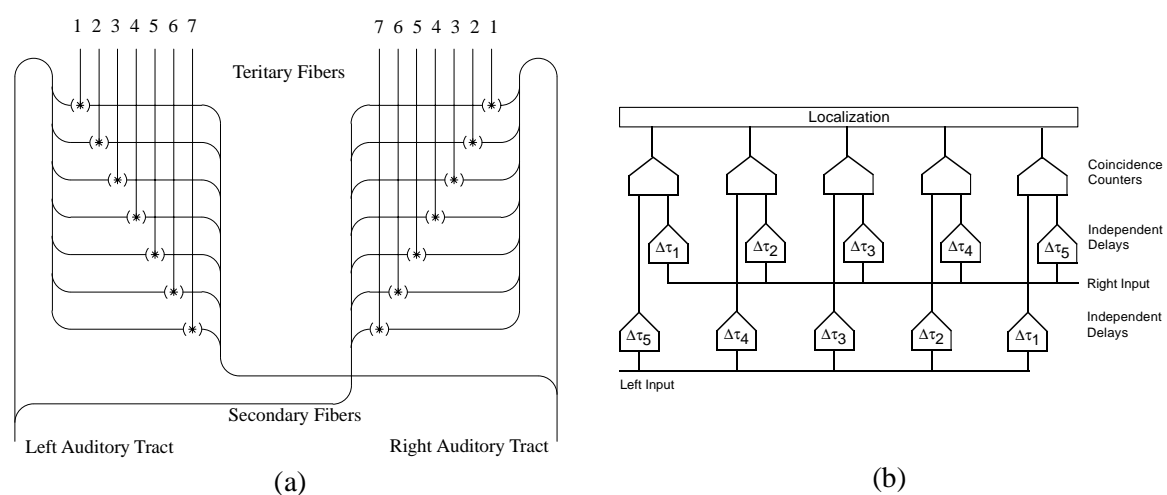 1 2 3 4 5 6 7
7 6 5 4 3 2 1
Teritary Fibers
Secondary Fibers
Left Auditory Tract
Right Auditory Tract
(a)
Localization
Coincidence
Counters
Δτ1 Δτ2 Δτ3 Δτ4 Δτ5
Independent
Delays
Right Input
Δτ5 Δτ4 Δτ3 Δτ2 Δτ1
Independent
Delays
Left Input
(b)